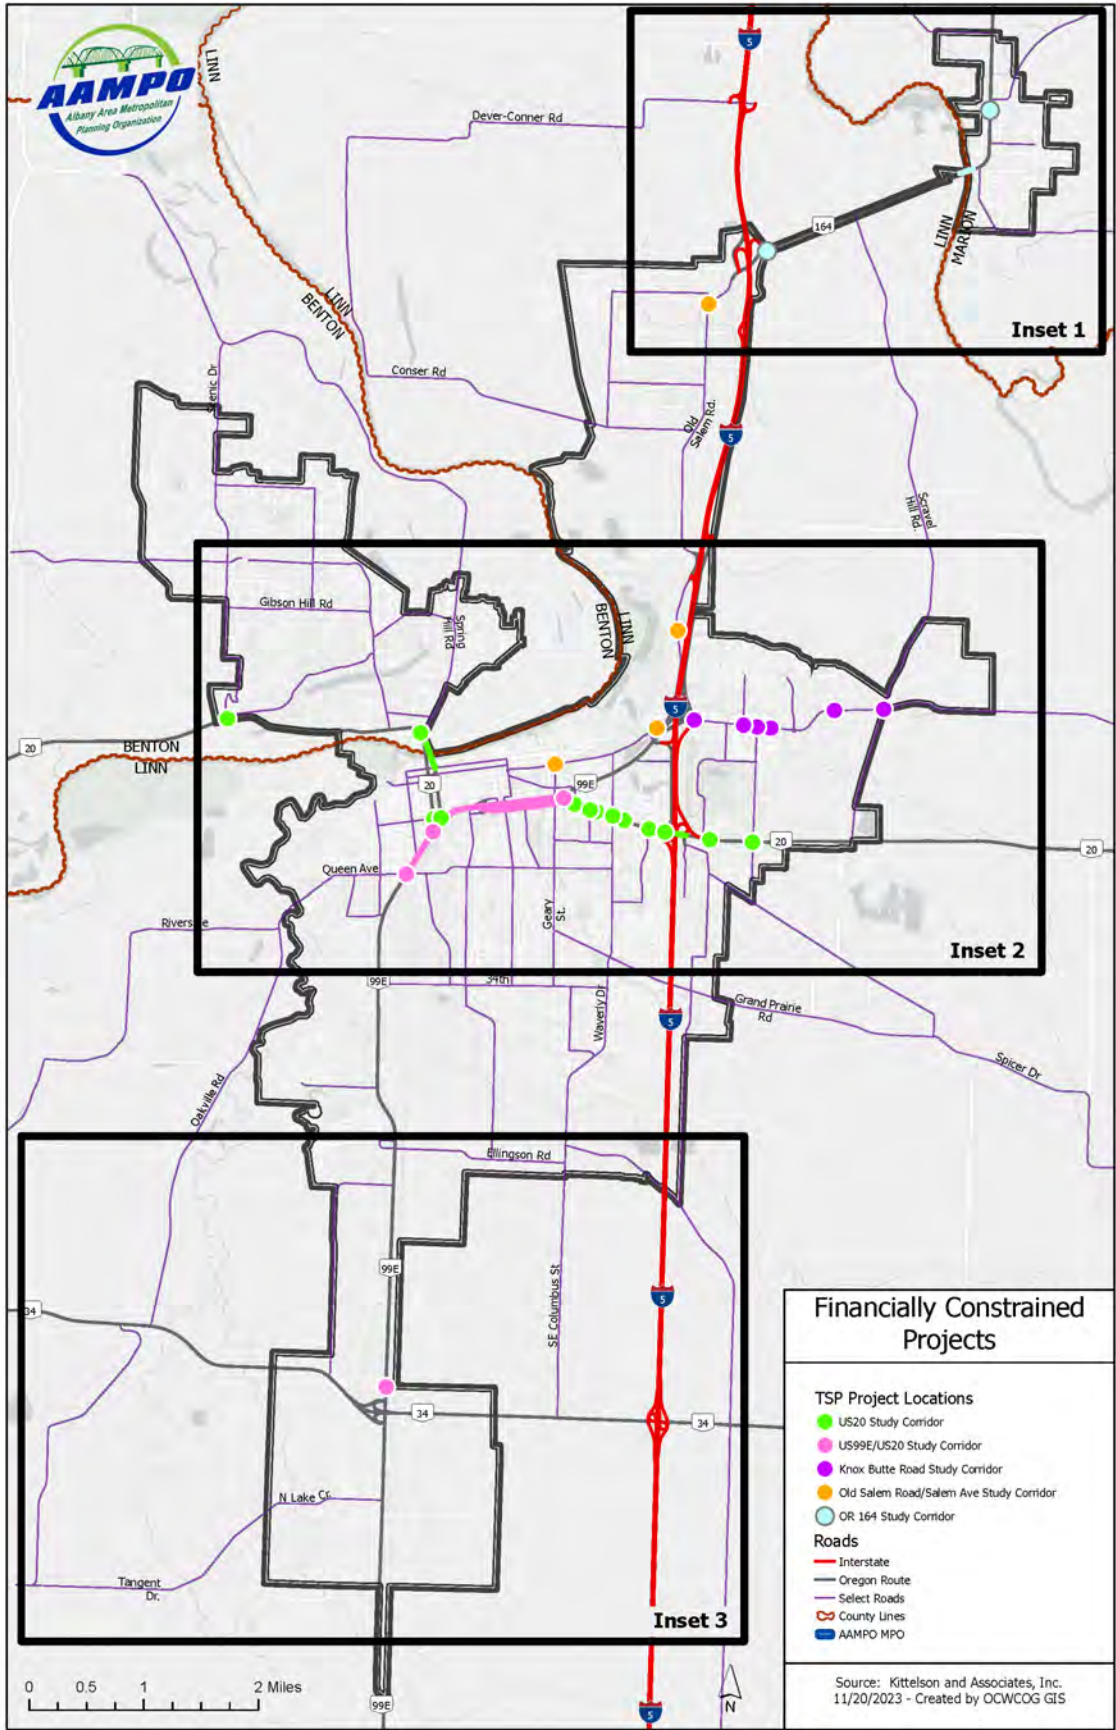 AAMPO
Albany Area Metropolitan
Planning Organization
LINN
5
Dever-Conner Rd
164
LINN
MARION
Inset 1
LINN
BENTON
Conser Rd
Scenic Dr
Old
Salem Rd.
5
Scravel
Hill Rd.
Gibson Hill Rd
Spring
Hill Rd
LINN
BENTON
5
20
BENTON
LINN
20
99E
20
20
Queen Ave
Geary
St.
Riverside
Inset 2
99E
34th
Waverly Dr
5
Grand Prairie
Rd
Spicer Dr
Oakville Rd
Ellingson Rd
99E
SE Columbus St
5
34
34
34
N Lake Cr.
Tangent
Dr.
Inset 3
Financially Constrained
Projects
TSP Project Locations
US20 Study Corridor
US99E/US20 Study Corridor
Knox Butte Road Study Corridor
Old Salem Road/Salem Ave Study Corridor
OR 164 Study Corridor
Roads
Interstate
Oregon Route
Select Roads
County Lines
AAMPO MPO
Source: Kittelson and Associates, Inc.
11/20/2023 - Created by OCWCOG GIS
0 0.5 1 2 Miles
99E
5
N